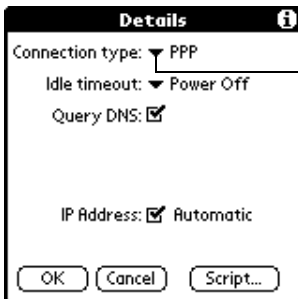 Details
Connection type: PPP
Idle timeout: Power Off
Query DNS:
IP Address: Automatic
OK Cancel Script...